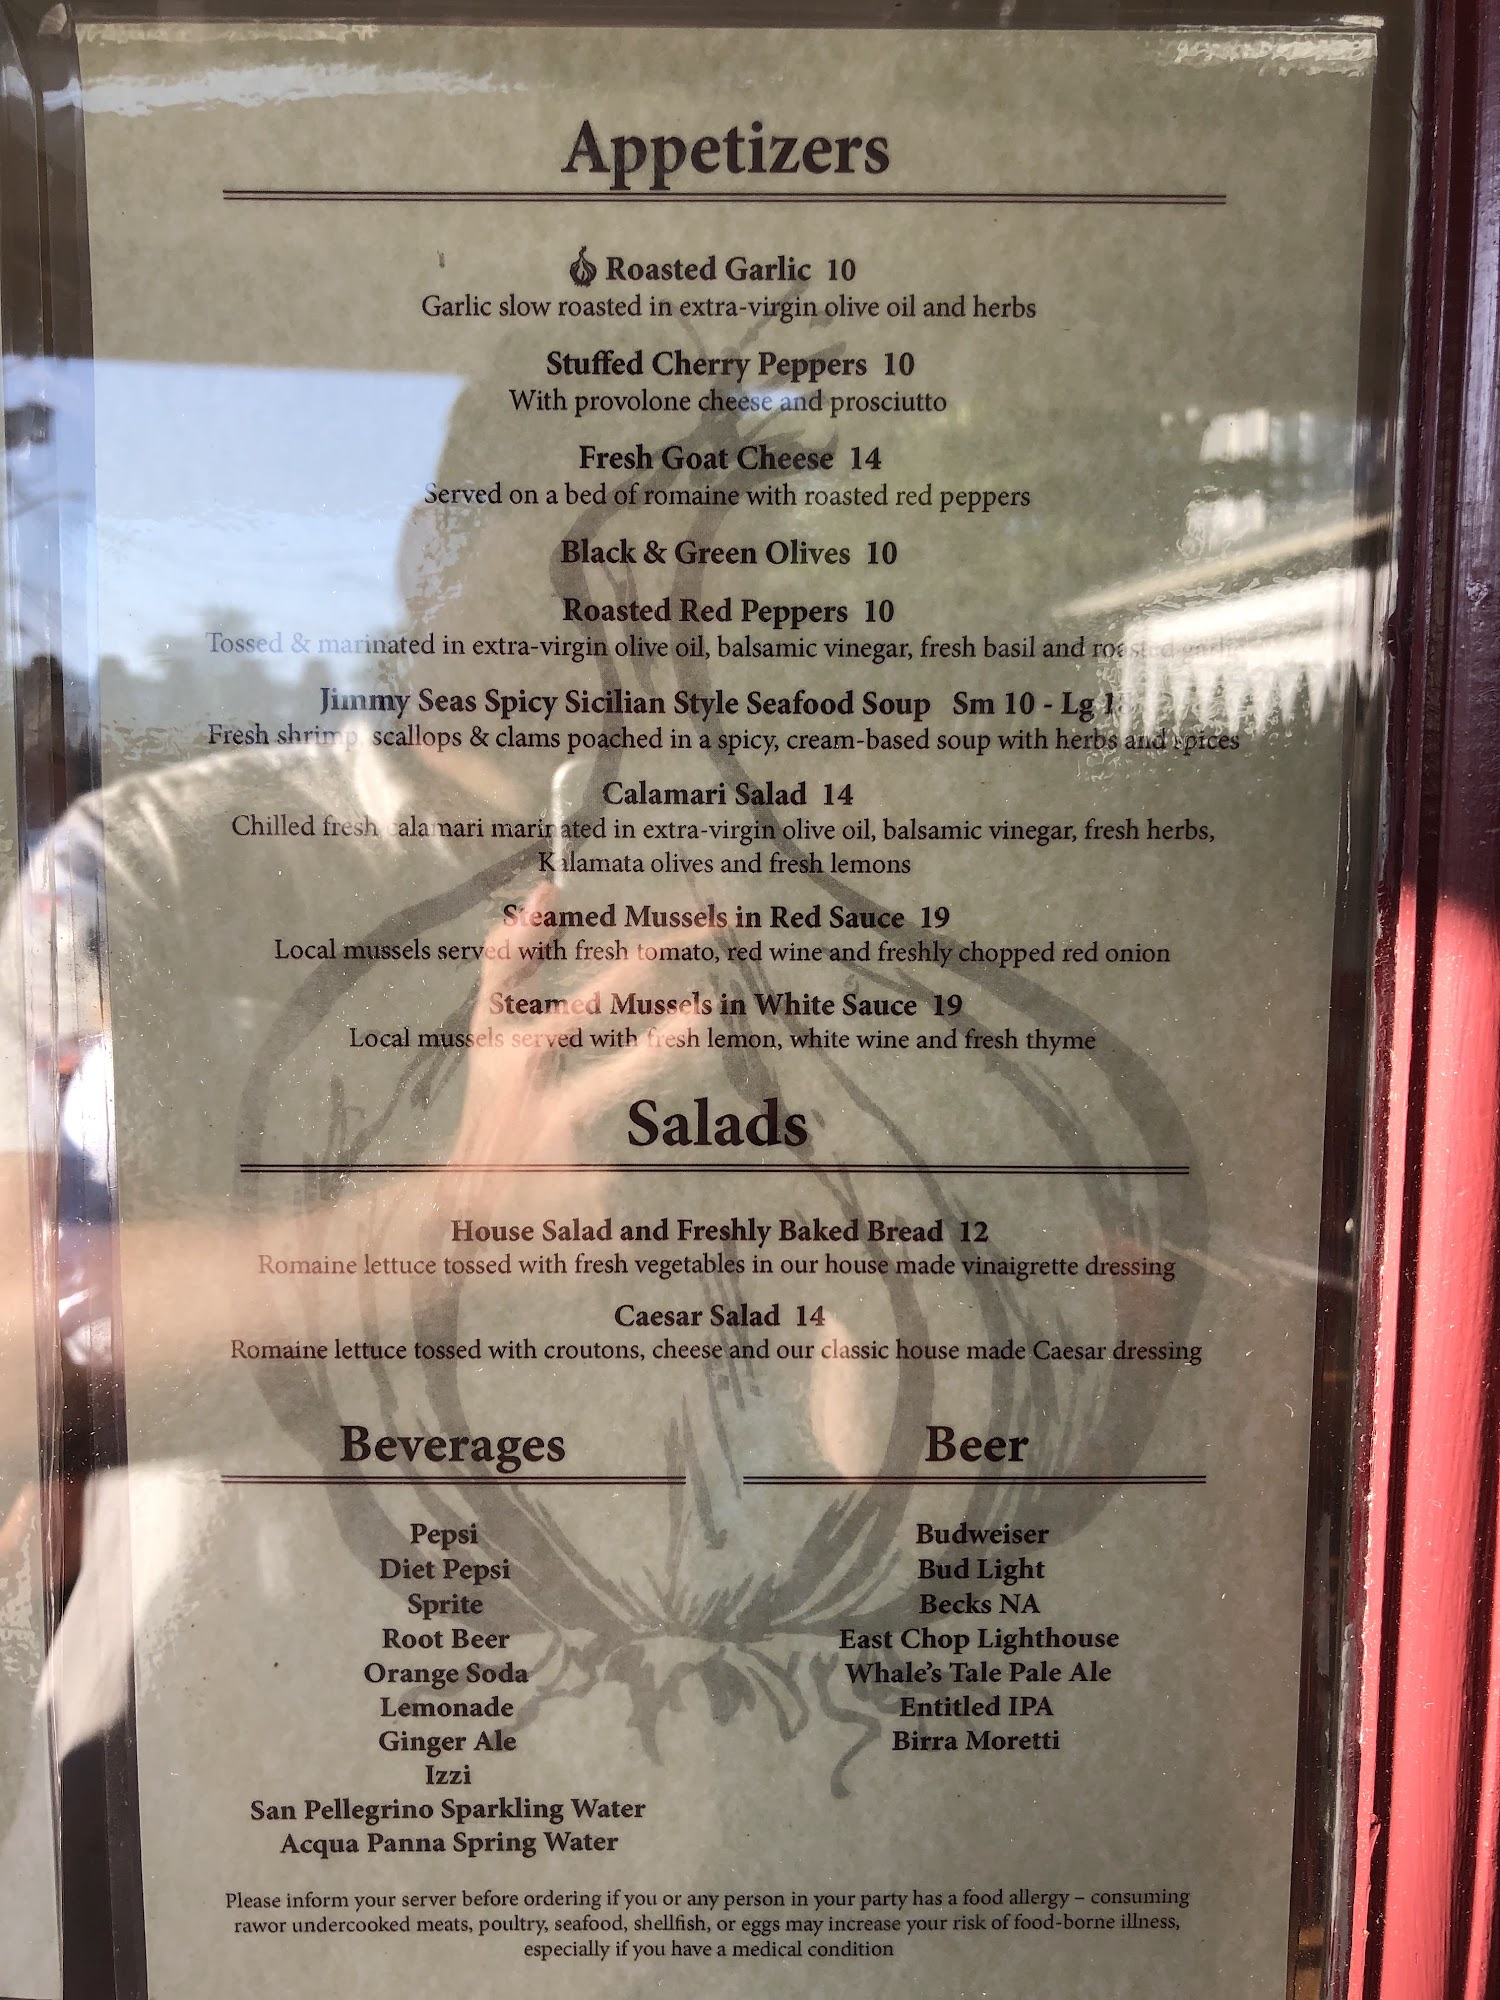 Appetizers
Roasted Garlic 10
Garlic slow roasted in extra-virgin olive oil and herbs
Stuffed Cherry Peppers 10
With provolone cheese and prosciutto
Fresh Goat Cheese 14
Served on a bed of romaine with roasted red peppers
Black & Green Olives 10
Roasted Red Peppers 10
Tossed & marinated in extra-virgin olive oil, balsamic vinegar, fresh basil and roasted garlic
Jimmy Seas Spicy Sicilian Style Seafood Soup Sm 10 - Lg
Fresh shrimp scallops & clams poached in a spicy, cream-based soup with herbs and spices
Calamari Salad 14
Chilled fresh calamari marinated in extra-virgin olive oil, balsamic vinegar, fresh herbs,
Kalamata olives and fresh lemons
Steamed Mussels in Red Sauce 19
Local mussels served with fresh tomato, red wine and freshly chopped red onion
Steamed Mussels in White Sauce 19
Local mussels served with fresh lemon, white wine and fresh thyme
Salads
House Salad and Freshly Baked Bread 12
Romaine lettuce tossed with fresh vegetables in our house made vinaigrette dressing
Caesar Salad 14
Romaine lettuce tossed with croutons, cheese and our classic house made Caesar dressing
Beverages
Pepsi
Diet Pepsi
Sprite
Root Beer
Orange Soda
Lemonade
Ginger Ale
Izzi
San Pellegrino Sparkling Water
Acqua Panna Spring Water
Beer
Budweiser
Bud Light
Becks NA
East Chop Lighthouse
Whale's Tale Pale Ale
Entitled IPA
Birra Moretti
Please inform your server before ordering if you or any person in your party has a food allergy – consuming
rawor undercooked meats, poultry, seafood, shellfish, or eggs may increase your risk of food-borne illness,
especially if you have a medical condition